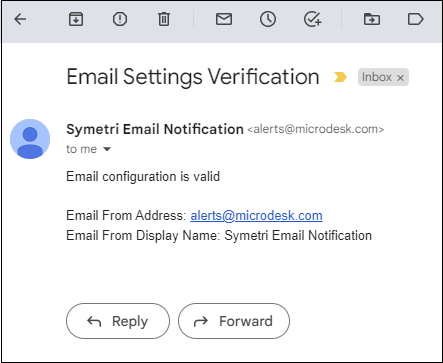 Email Settings Verification Inbox ×
Symetri Email Notification <alerts@microdesk.com>
to me
Email configuration is valid
Email From Address: alerts@microdesk.com
Email From Display Name: Symetri Email Notification
Reply Forward